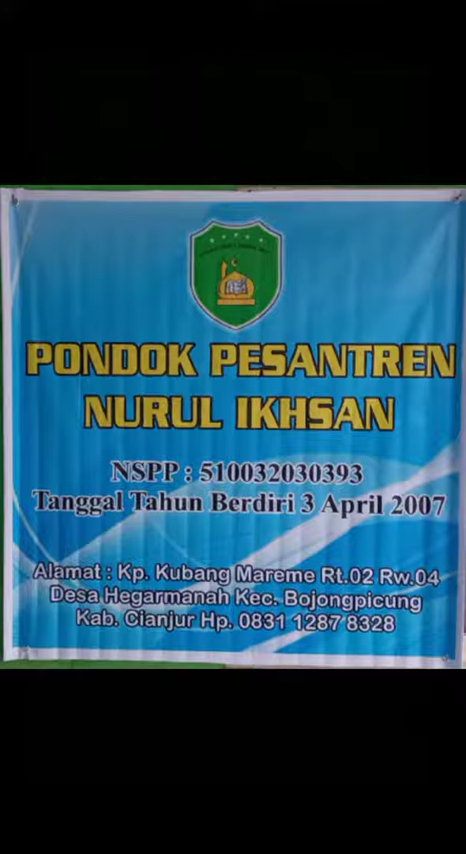 PONDOK PESANTREN
NURUL IKHSAN
NSPP : 510032030393
Tanggal Tahun Berdiri 3 April 2007
Alamat : Kp. Kubang Mareme Rt.02 Rw.04
Desa Hegarmanah Kec. Bojongpicung
Kab. Cianjur Hp. 0831 1287 8328